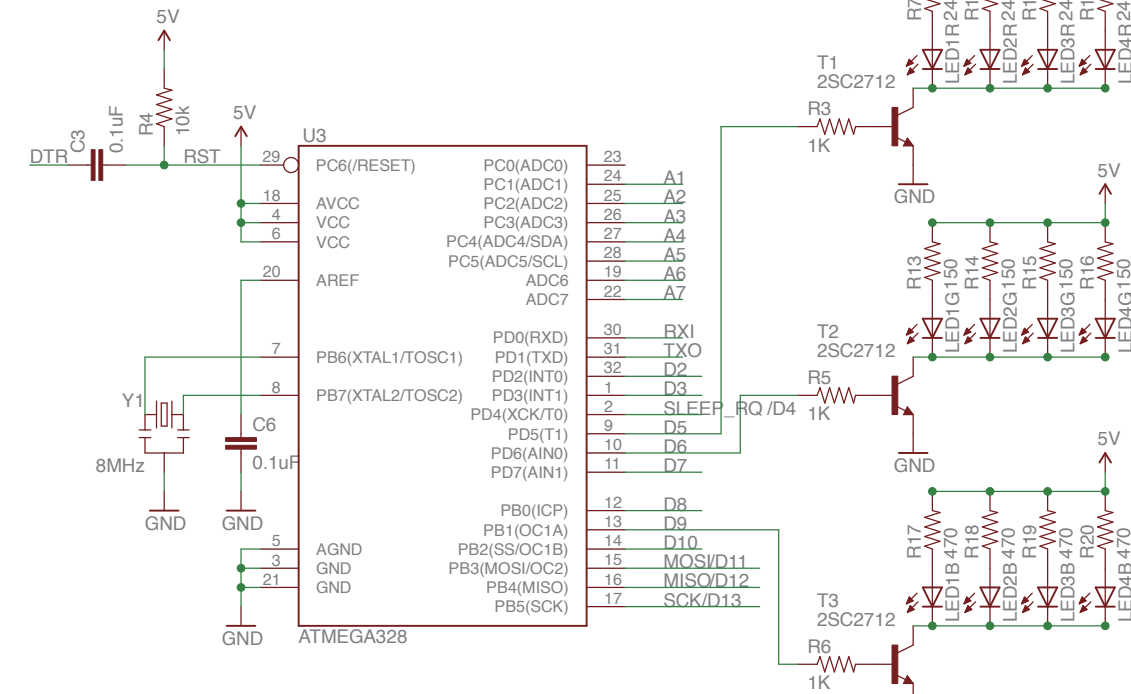 5V
DTR
C3
0.1uF
R4
10k
RST
5V
U3
29
PC6(/RESET)
18
AVCC
4
VCC
6
VCC
20
AREF
7
PB6(XTAL1/TOSC1)
8
PB7(XTAL2/TOSC2)
Y1
8MHz
GND
C6
0.1uF
GND
5
AGND
3
GND
21
GND
GND
ATMEGA328
PC0(ADC0)
23
PC1(ADC1)
24
A1
PC2(ADC2)
25
A2
PC3(ADC3)
26
A3
PC4(ADC4/SDA)
27
A4
PC5(ADC5/SCL)
28
A5
ADC6
19
A6
ADC7
22
A7
PD0(RXD)
30
RXI
PD1(TXD)
31
TXO
PD2(INT0)
32
D2
PD3(INT1)
1
D3
PD4(XCK/T0)
2
SLEEP_RQ/D4
PD5(T1)
9
D5
PD6(AIN0)
10
D6
PD7(AIN1)
11
D7
PB0(ICP)
12
D8
PB1(OC1A)
13
D9
PB2(SS/OC1B)
14
D10
PB3(MOSI/OC2)
15
MOSI/D11
PB4(MISO)
16
MISO/D12
PB5(SCK)
17
SCK/D13
T1
2SC2712
R3
1K
GND
LED1R
LED2R
LED3R
LED4R
5V
R13
150
R14
150
R15
150
R16
150
LED1G
LED2G
LED3G
LED4G
T2
2SC2712
R5
1K
GND
5V
R17
470
R18
470
R19
470
R20
470
LED1B
LED2B
LED3B
LED4B
T3
2SC2712
R6
1K